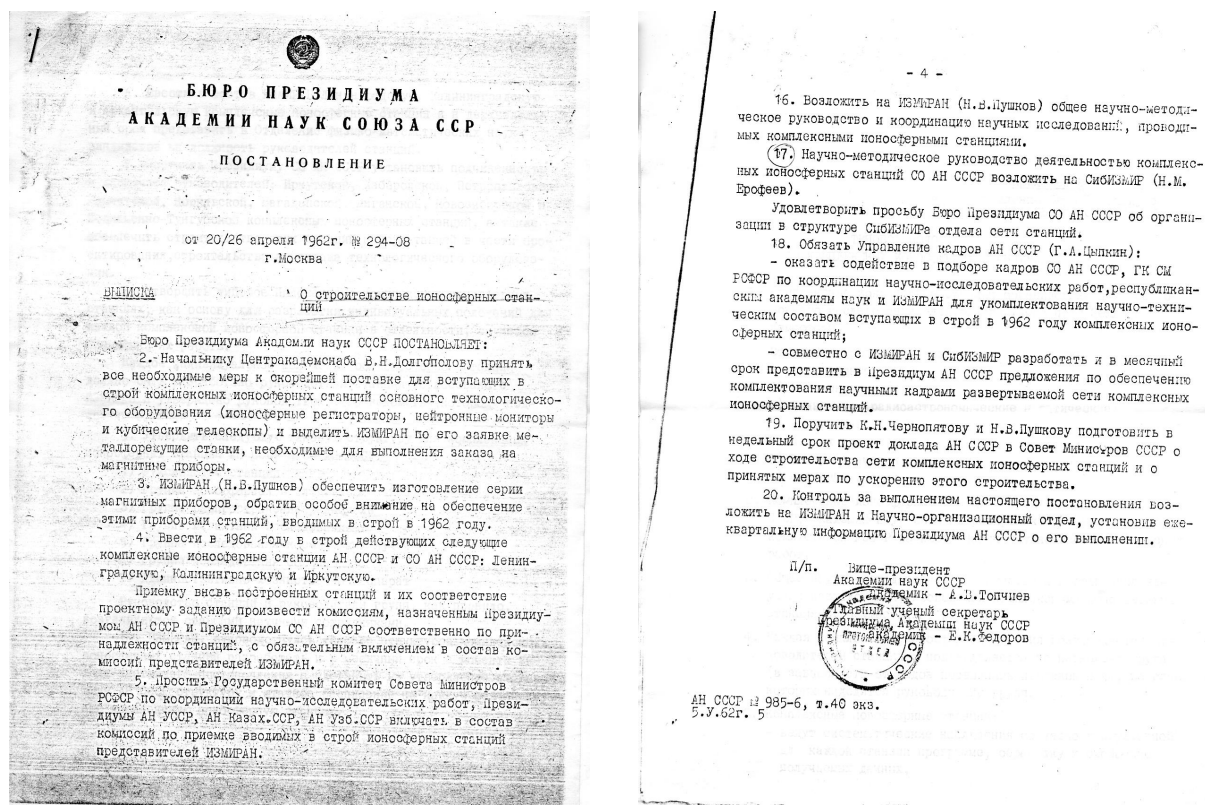 БЮРО ПРЕЗИДИУМА
АКАДЕМИИ НАУК СОЮЗА ССР
ПОСТАНОВЛЕНИЕ
от 20/26 апреля 1962г. № 294-08
г.Москва
ВЫПИСКА
О строительстве ионосферных стан-
ций
Бюро Президиума Академии наук СССР ПОСТАНОВЛЯЕТ:
2. Начальнику Центракадемснаба В.Н.Долгополову принять
все необходимые меры к скорейшей поставке для вступающих в
строй комплексных ионосферных станций основного технологическо-
го оборудования (ионосферные регистраторы, нейтронные мониторы
и кубические телескопы) и выделить ИЗМИРАН по его заявке ме-
таллорежущие станки, необходимые для выполнения заказа на
магнитные приборы.
3. ИЗМИРАН (Н.В.Пушков) обеспечить изготовление серии
магнитных приборов, обратив особое внимание на обеспечение
этими приборами станций, вводимых в строй в 1962 году.
4. Ввести в 1962 году в строй действующих следующие
комплексные ионосферные станции АН СССР и СО АН СССР: Ленин-
градскую, Калининградскую и Иркутскую.
Приемку вновь построенных станций и их соответствие
проектному заданию произвести комиссиям, назначенным Президиу-
мом АН СССР и Президиумом СО АН СССР соответственно по при-
надлежности станций, с обязательным включением в состав ко-
миссий представителей ИЗМИРАН.
5. Просить Государственный комитет Совета Министров
РСФСР по координации научно-исследовательских работ, Прези-
диумы АН УССР, АН Казах.ССР, АН Узб.ССР включать в состав
комиссий по приемке вводимых в строй ионосферных станций
представителей ИЗМИРАН.
- 4 -
16. Возложить на ИЗМИРАН (Н.В.Пушков) общее научно-методи-
ческое руководство и координацию научных исследований, проводи-
мых комплексными ионосферными станциями.
17. Научно-методическое руководство деятельностью комплекс-
ных ионосферных станций СО АН СССР возложить на СибИЗМИР (Н.М.
Ерофеев).
Удовлетворить просьбу Бюро Президиума СО АН СССР об органи-
зации в структуре СибИЗМИРа отдела сети станций.
18. Обязать Управление кадров АН СССР (Г.А.Цыпкин):
- оказать содействие в подборе кадров СО АН СССР, ГК СМ
РСФСР по координации научно-исследовательских работ,республикан-
ским академиям наук и ИЗМИРАН для укомплектования научно-техни-
ческим составом вступающих в строй в 1962 году комплексных ионо-
сферных станций;
- совместно с ИЗМИРАН и СибИЗМИР разработать и в месячный
срок представить в Президиум АН СССР предложения по обеспечению
комплектования научными кадрами развертываемой сети комплексных
ионосферных станций.
19. Поручить К.Н.Чернопятову и Н.В.Пушкову подготовить в
недельный срок проект доклада АН СССР в Совет Министров СССР о
ходе строительства сети комплексных ионосферных станций и о
принятых мерах по ускорению этого строительства.
20. Контроль за выполнением настоящего постановления воз-
ложить на ИЗМИРАН и Научно-организационный отдел, установив еже-
квартальную информацию Президиума АН СССР о его выполнении.
П/п. Вице-президент
Академии наук СССР
академик - А.В.Топчиев
Главный ученый секретарь
Президиума Академии наук СССР
академик - Е.К.Федоров
ОТДЕЛ
АН СССР № 985-6, т.40 экз.
5.У.62г. 5